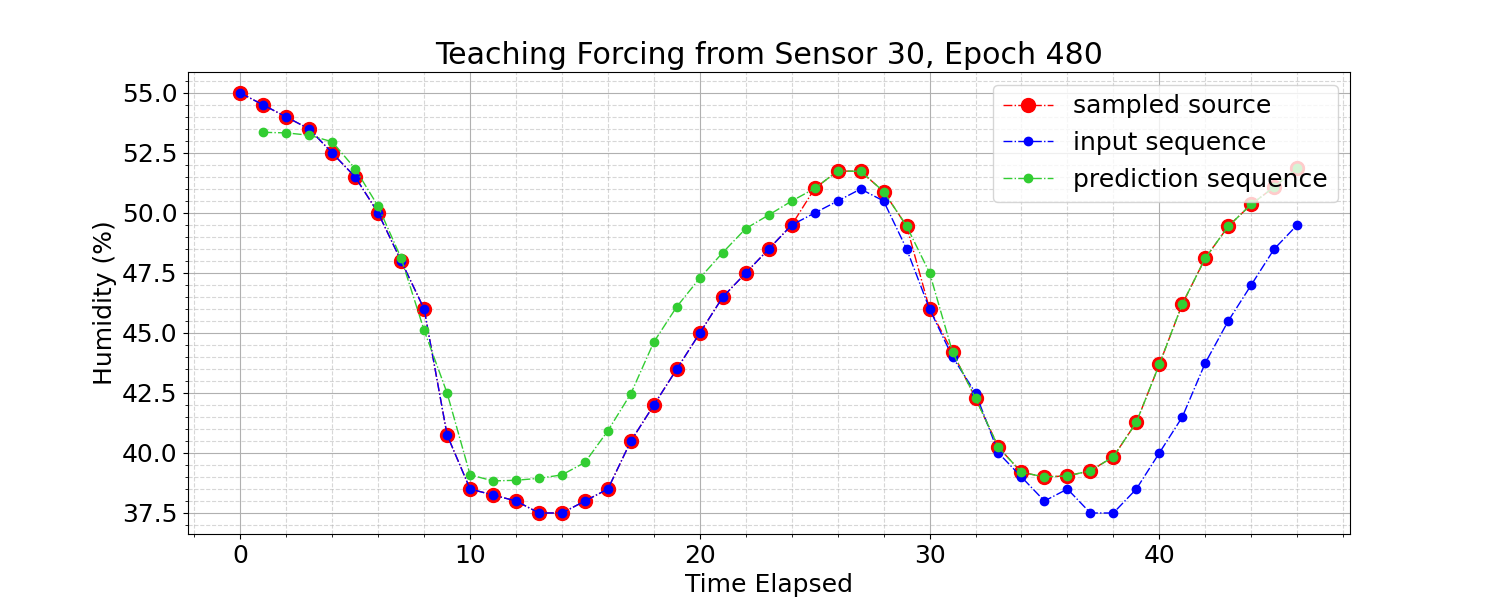 Teaching Forcing from Sensor 30, Epoch 480
sampled source
input sequence
prediction sequence
Humidity (%)
55.0
52.5
50.0
47.5
45.0
42.5
40.0
37.5
0 10 20 30 40
Time Elapsed